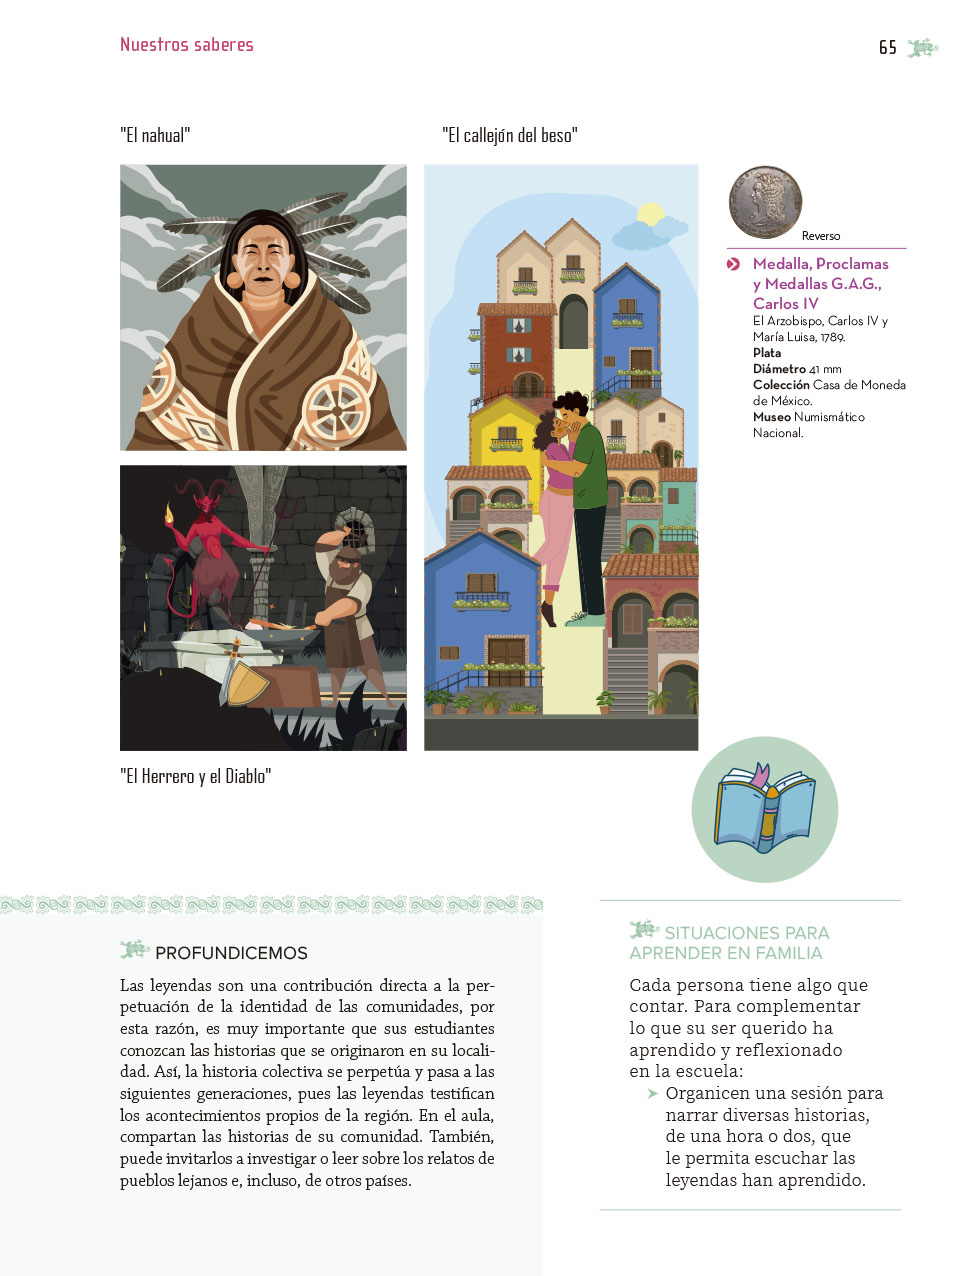 Nuestros saberes
65
"El nahual"
"El callejón del beso"
Reverso
Medalla, Proclamas
y Medallas G.A.G.,
Carlos IV
El Arzobispo, Carlos IV y
María Luisa, 1789.
Plata
Diámetro 41 mm
Colección Casa de Moneda
de México.
Museo Numismático
Nacional.
"El Herrero y el Diablo"
PROFUNDICEMOS
Las leyendas son una contribución directa a la per-
petuación de la identidad de las comunidades, por
esta razón, es muy importante que sus estudiantes
conozcan las historias que se originaron en su locali-
dad. Así, la historia colectiva se perpetúa y pasa a las
siguientes generaciones, pues las leyendas testifican
los acontecimientos propios de la región. En el aula,
compartan las historias de su comunidad. También,
puede invitarlos a investigar o leer sobre los relatos de
pueblos lejanos e, incluso, de otros países.
SITUACIONES PARA
APRENDER EN FAMILIA
Cada persona tiene algo que
contar. Para complementar
lo que su ser querido ha
aprendido y reflexionado
en la escuela:
Organicen una sesión para
narrar diversas historias,
de una hora o dos, que
le permita escuchar las
leyendas han aprendido.